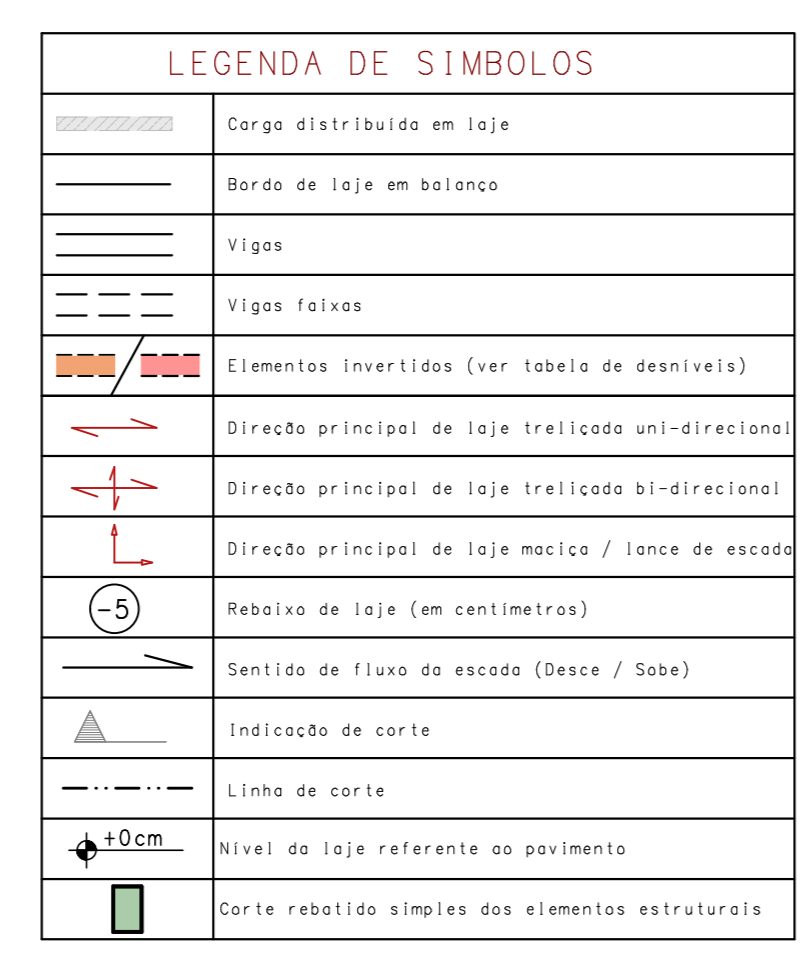 LEGENDA DE SIMBOLOS
Carga distribuída em laje
Bordo de laje em balanço
Vigas
Vigas faixas
Elementos invertidos (ver tabela de desníveis)
Direção principal de laje treliçada uni-direcional
Direção principal de laje treliçada bi-direcional
Direção principal de laje maciça / lance de escada
-5 Rebaixo de laje (em centímetros)
Sentido de fluxo da escada (Desce / Sobe)
Indicação de corte
Linha de corte
+0cm Nível da laje referente ao pavimento
Corte rebatido simples dos elementos estruturais